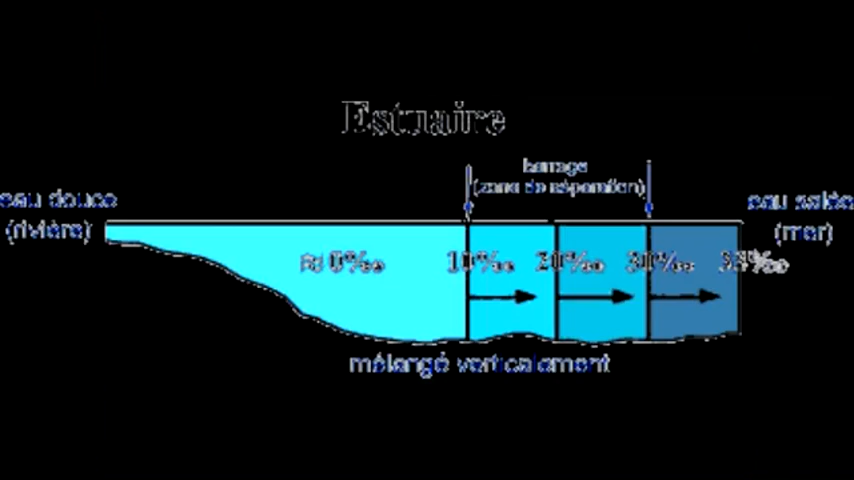 Estuaire
barrage
(zone de séparation)
eau douce
(rivière)
eau salée
(mer)
≈ 0‰ 10‰ 20‰ 30‰ 35‰
mélangé verticalement